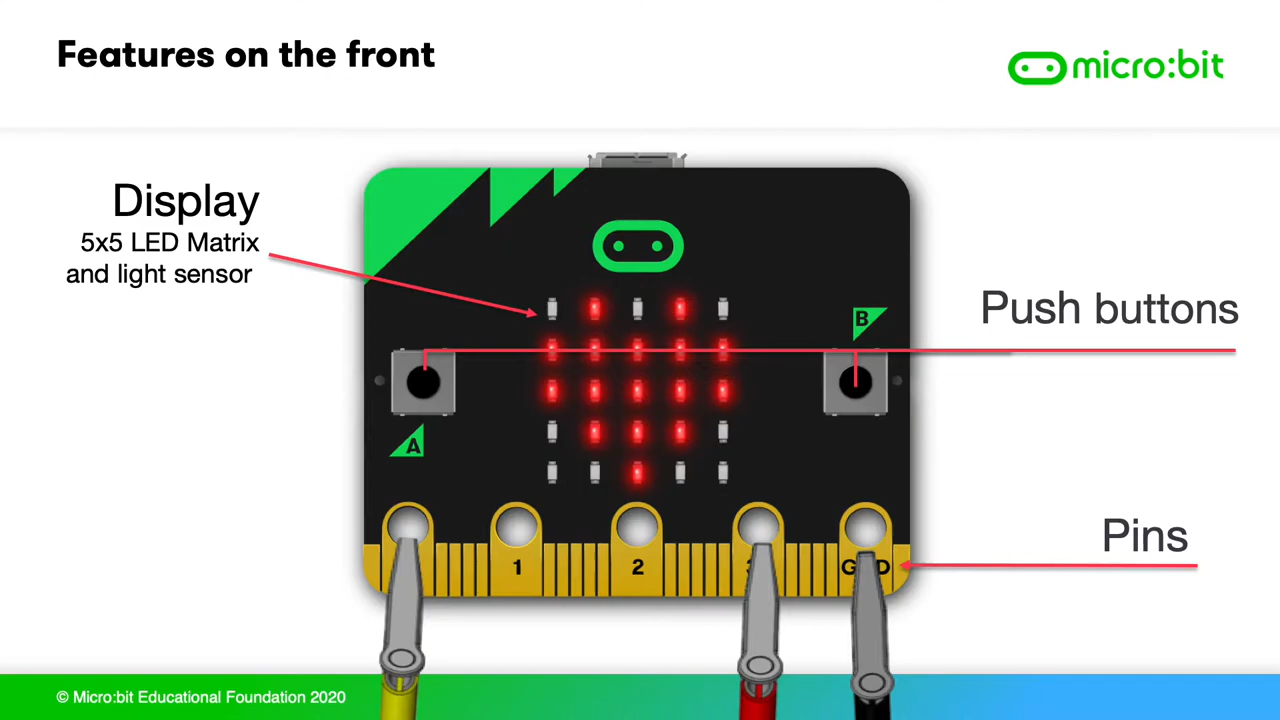 Features on the front
micro:bit
Display
5x5 LED Matrix
and light sensor
Push buttons
B
A
Pins
1
2
© Micro:bit Educational Foundation 2020